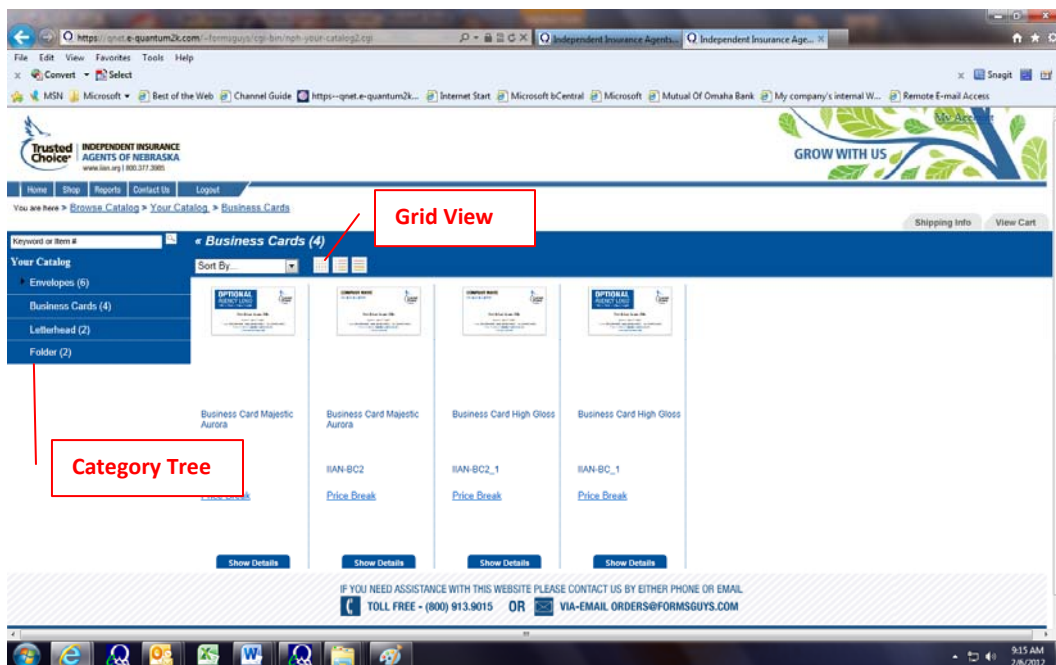 https://qnet.e-quantum2k.com/~formsguys/cgi-bin/nph-your-catalog2.cgi
Independent Insurance Agents...
Independent Insurance Age...
File Edit View Favorites Tools Help
x Convert Select
x Snagit
MSN Microsoft Best of the Web Channel Guide https--qnet.e-quantum2k... Internet Start Microsoft bCentral Microsoft Mutual Of Omaha Bank My company's internal W... Remote E-mail Access
My Account
Trusted Choice
INDEPENDENT INSURANCE
AGENTS OF NEBRASKA
www.iian.org | 800.377.3985
GROW WITH US
Home Shop Reports Contact Us Logout
You are here > Browse Catalog > Your Catalog > Business Cards
Grid View
Shipping Info View Cart
Keyword or Item #
« Business Cards (4)
Your Catalog
Sort By...
Envelopes (6)
Business Cards (4)
Letterhead (2)
Folder (2)
OPTIONAL
AGENCY LOGO
COMPANY NAME
OPTIONAL
AGENCY LOGO
Business Card Majestic Aurora
Business Card Majestic Aurora
Business Card High Gloss
Business Card High Gloss
Category Tree
IIAN-BC2
IIAN-BC2_1
IIAN-BC_1
Price Break
Price Break
Price Break
Price Break
Show Details
Show Details
Show Details
Show Details
IF YOU NEED ASSISTANCE WITH THIS WEBSITE PLEASE CONTACT US BY EITHER PHONE OR EMAIL
TOLL FREE - (800) 913.9015 OR VIA-EMAIL ORDERS@FORMSGUYS.COM
9:15 AM
2/6/2012